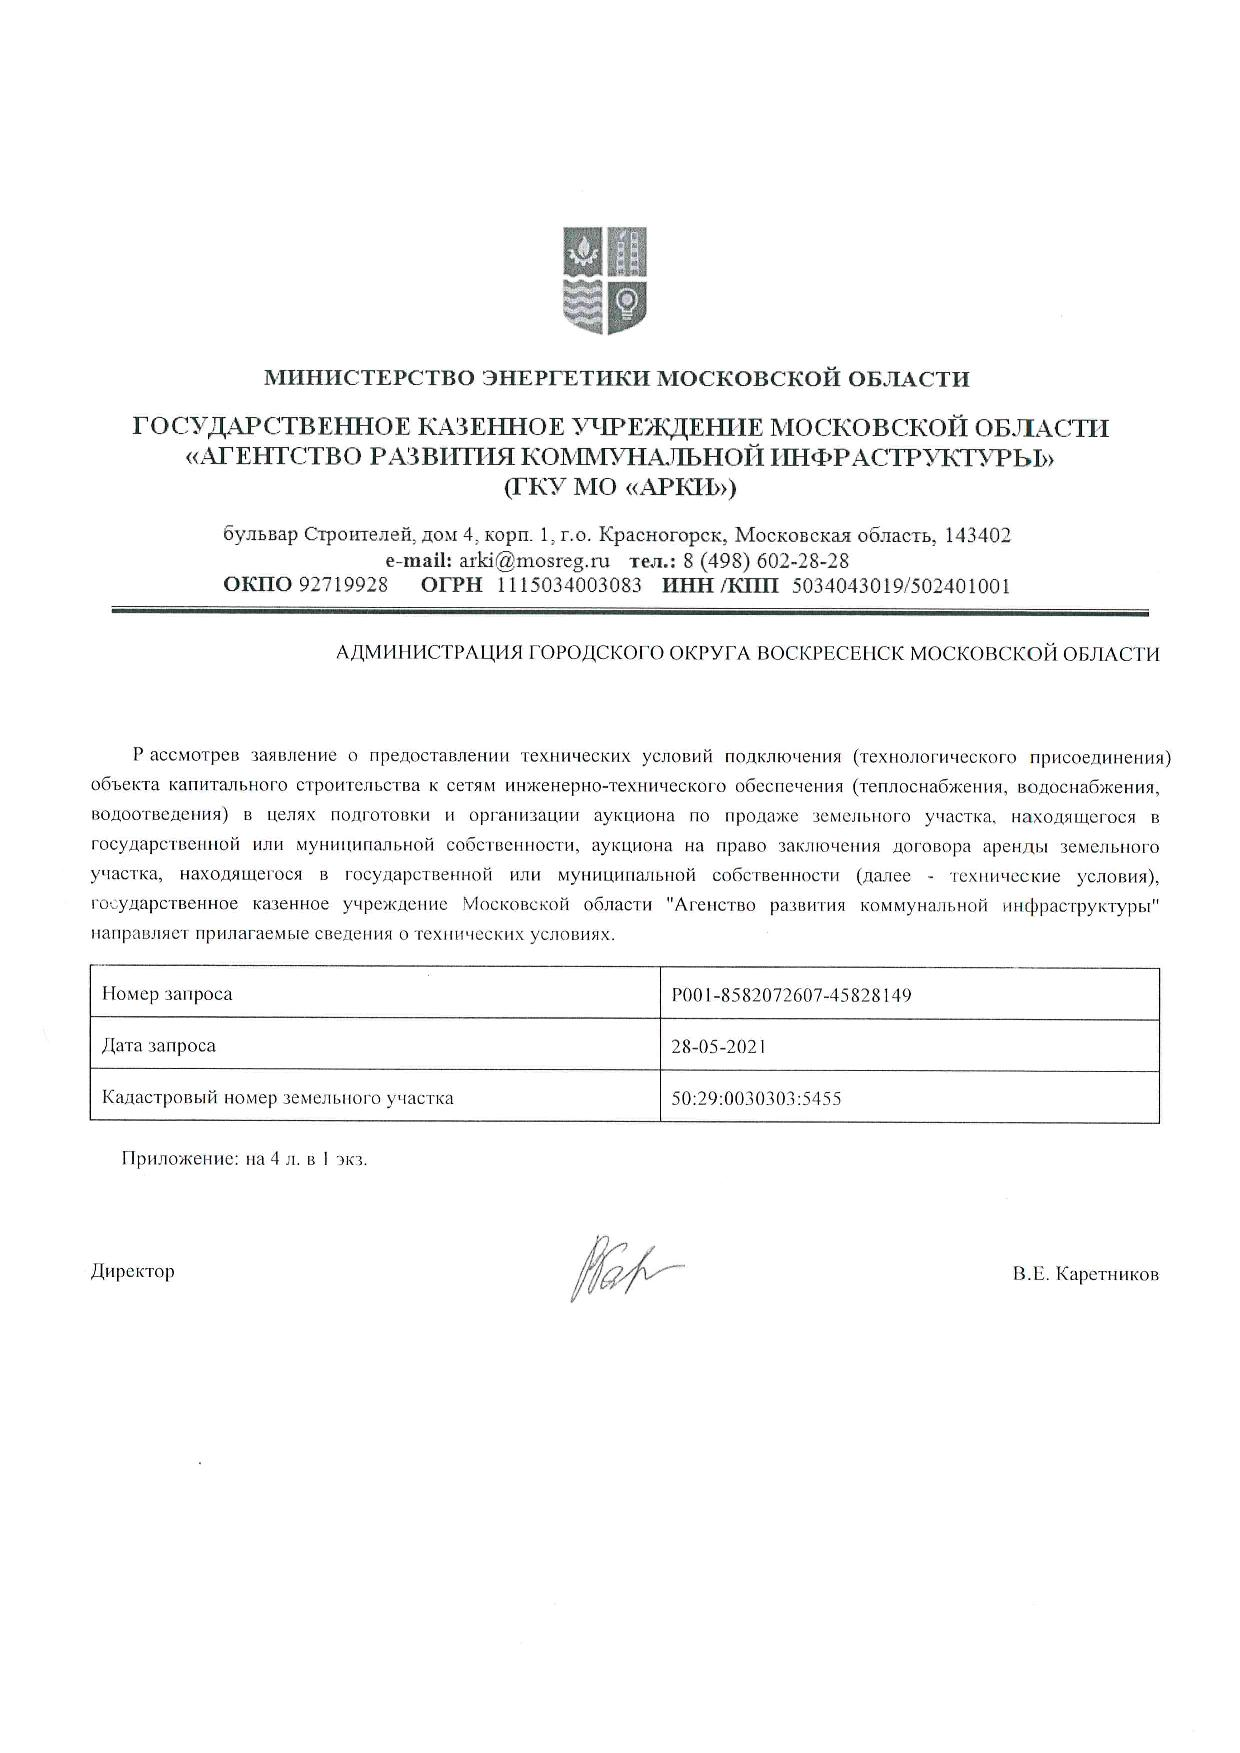 МИНИСТЕРСТВО ЭНЕРГЕТИКИ МОСКОВСКОЙ ОБЛАСТИ
ГОСУДАРСТВЕННОЕ КАЗЕННОЕ УЧРЕЖДЕНИЕ МОСКОВСКОЙ ОБЛАСТИ
«АГЕНТСТВО РАЗВИТИЯ КОММУНАЛЬНОЙ ИНФРАСТРУКТУРЫ»
(ГКУ МО «АРКИ»)
бульвар Строителей, дом 4, корп. 1, г.о. Красногорск, Московская область, 143402
e-mail: arki@mosreg.ru тел.: 8 (498) 602-28-28
ОКПО 92719928 ОГРН 1115034003083 ИНН /КПП 5034043019/502401001
АДМИНИСТРАЦИЯ ГОРОДСКОГО ОКРУГА ВОСКРЕСЕНСК МОСКОВСКОЙ ОБЛАСТИ
Р ассмотрев заявление о предоставлении технических условий подключения (технологического присоединения)
объекта капитального строительства к сетям инженерно-технического обеспечения (теплоснабжения, водоснабжения,
водоотведения) в целях подготовки и организации аукциона по продаже земельного участка, находящегося в
государственной или муниципальной собственности, аукциона на право заключения договора аренды земельного
участка, находящегося в государственной или муниципальной собственности (далее - технические условия),
государственное казенное учреждение Московской области "Агенство развития коммунальной инфраструктуры"
направляет прилагаемые сведения о технических условиях.
Номер запроса P001-8582072607-45828149
Дата запроса 28-05-2021
Кадастровый номер земельного участка 50:29:0030303:5455
Приложение: на 4 л. в 1 экз.
Директор В.Е. Каретников